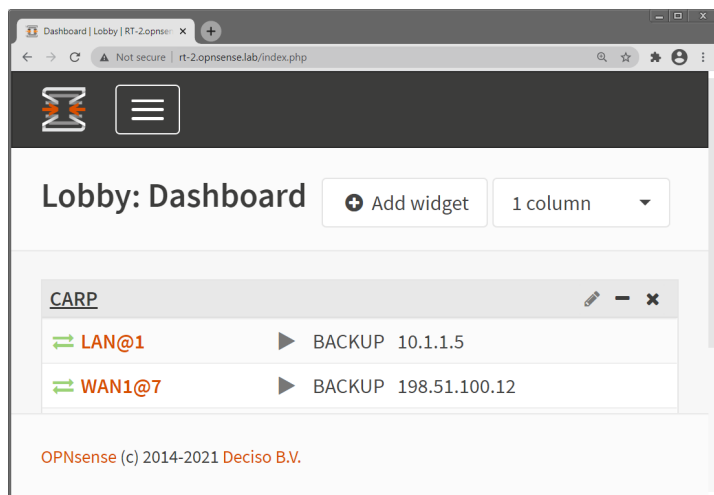 Dashboard | Lobby | RT-2.opnser
Not secure | rt-2.opnsense.lab/index.php
Lobby: Dashboard
Add widget
1 column
CARP
LAN@1 BACKUP 10.1.1.5
WAN1@7 BACKUP 198.51.100.12
OPNsense (c) 2014-2021 Deciso B.V.